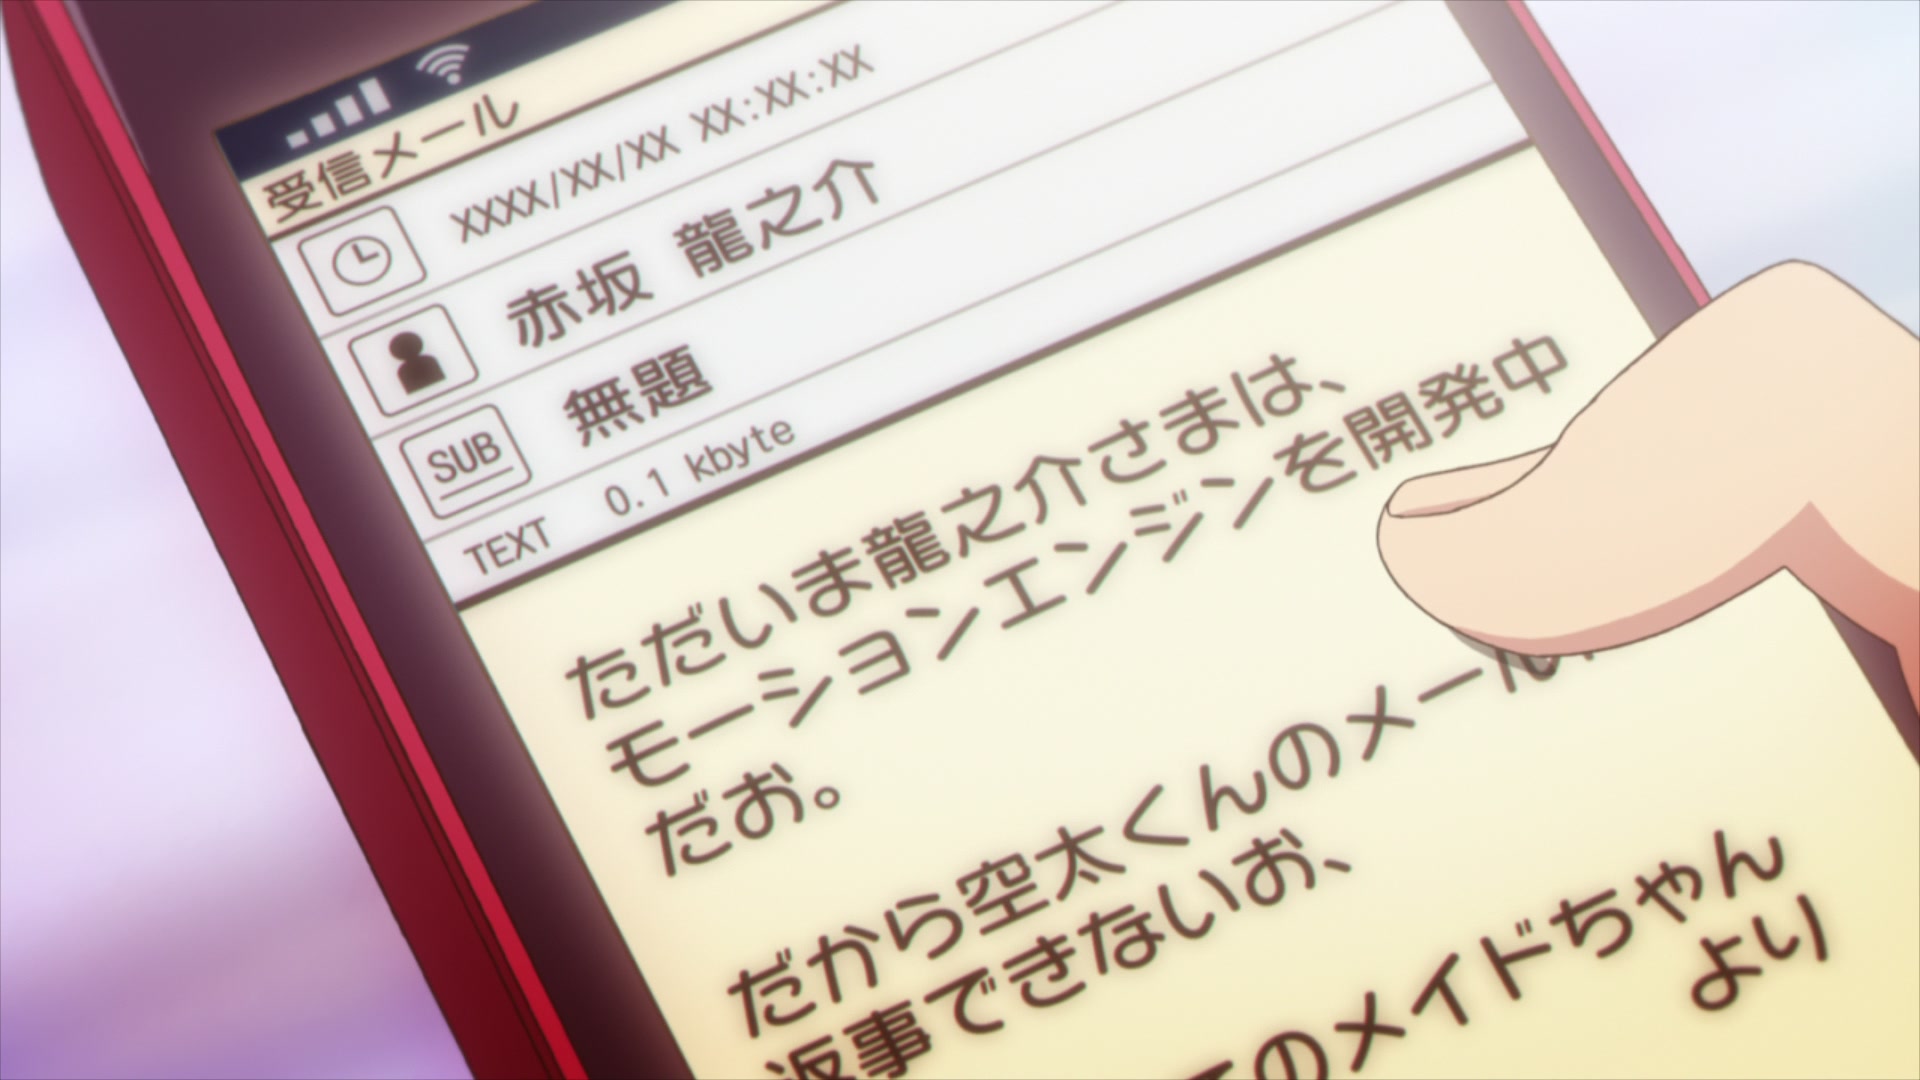 受信メール
XXXX/XX/XX XX:XX:XX
赤坂 龍之介
SUB 無題
TEXT 0.1 kbyte
ただいま龍之介さまは、
モーションエンジンを開発中
だお。
だから空太くんのメール
返事できないお、
のメイドちゃん
より